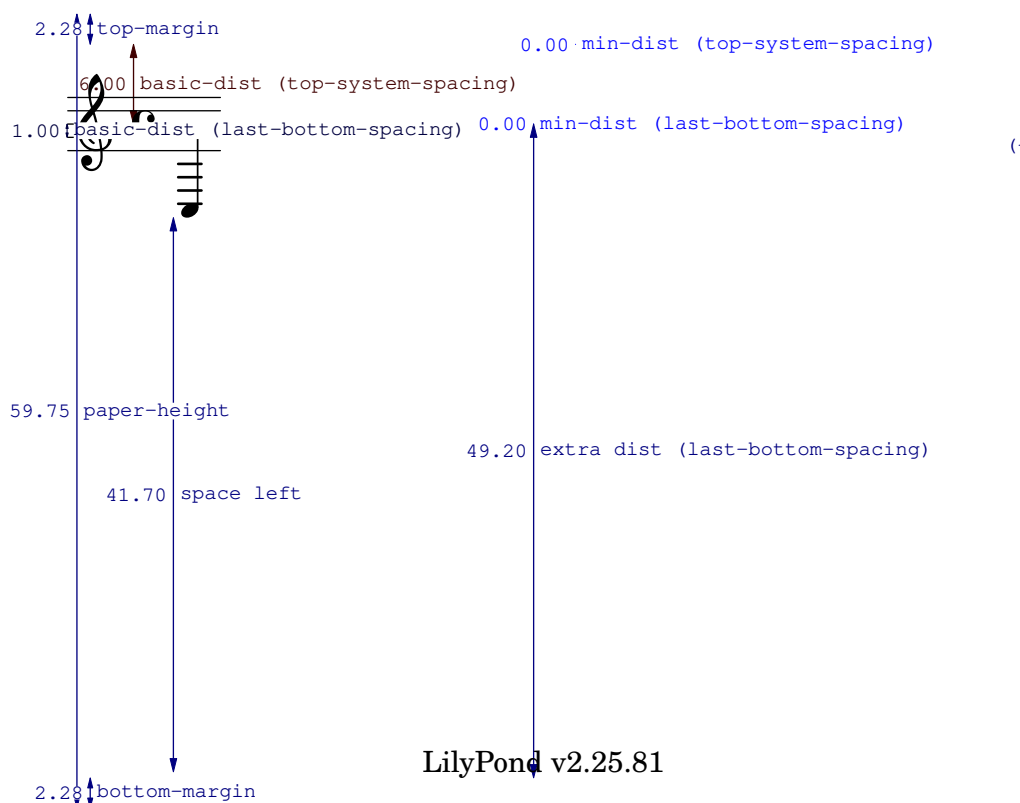 2.28 top-margin
0.00 min-dist (top-system-spacing)
6.00 basic-dist (top-system-spacing)
1.00 basic-dist (last-bottom-spacing)
0.00 min-dist (last-bottom-spacing)
59.75 paper-height
49.20 extra dist (last-bottom-spacing)
41.70 space left
LilyPond v2.25.81
2.28 bottom-margin